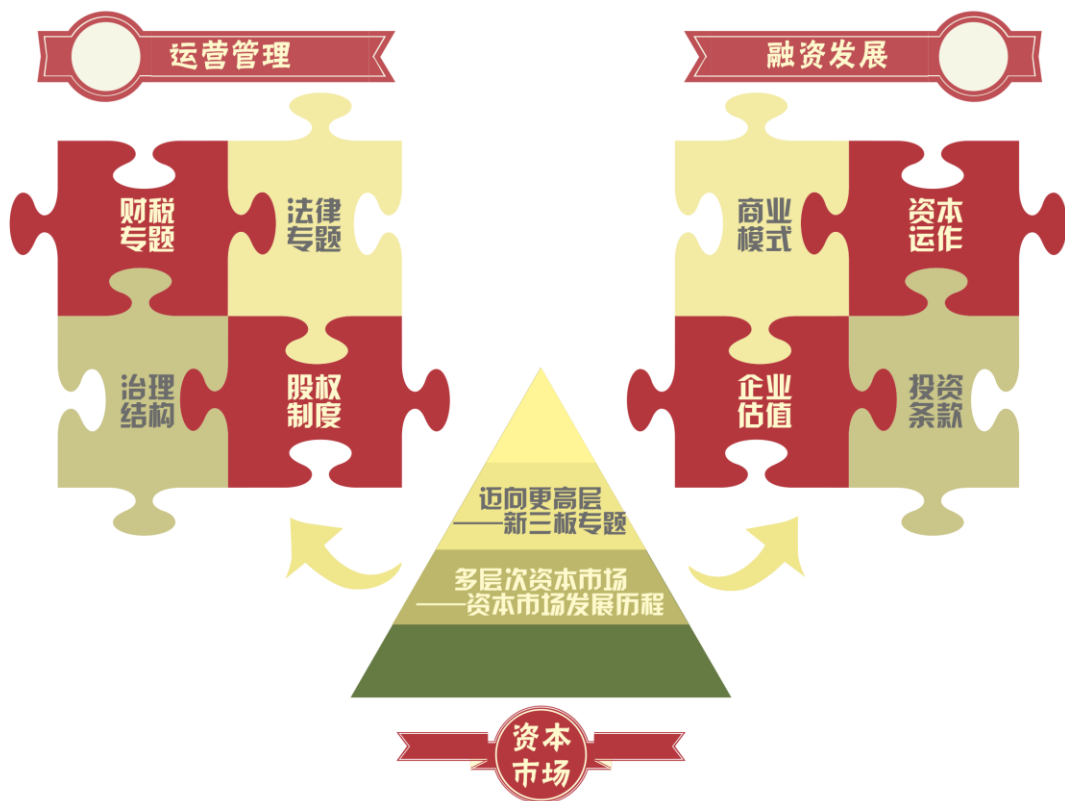 运营管理
融资发展
财税
专题
法律
专题
治理
结构
股权
制度
商业
模式
资本
运作
企业
估值
投资
条款
迈向更高层
——新三板专题
多层次资本市场
——资本市场发展历程
资本
市场